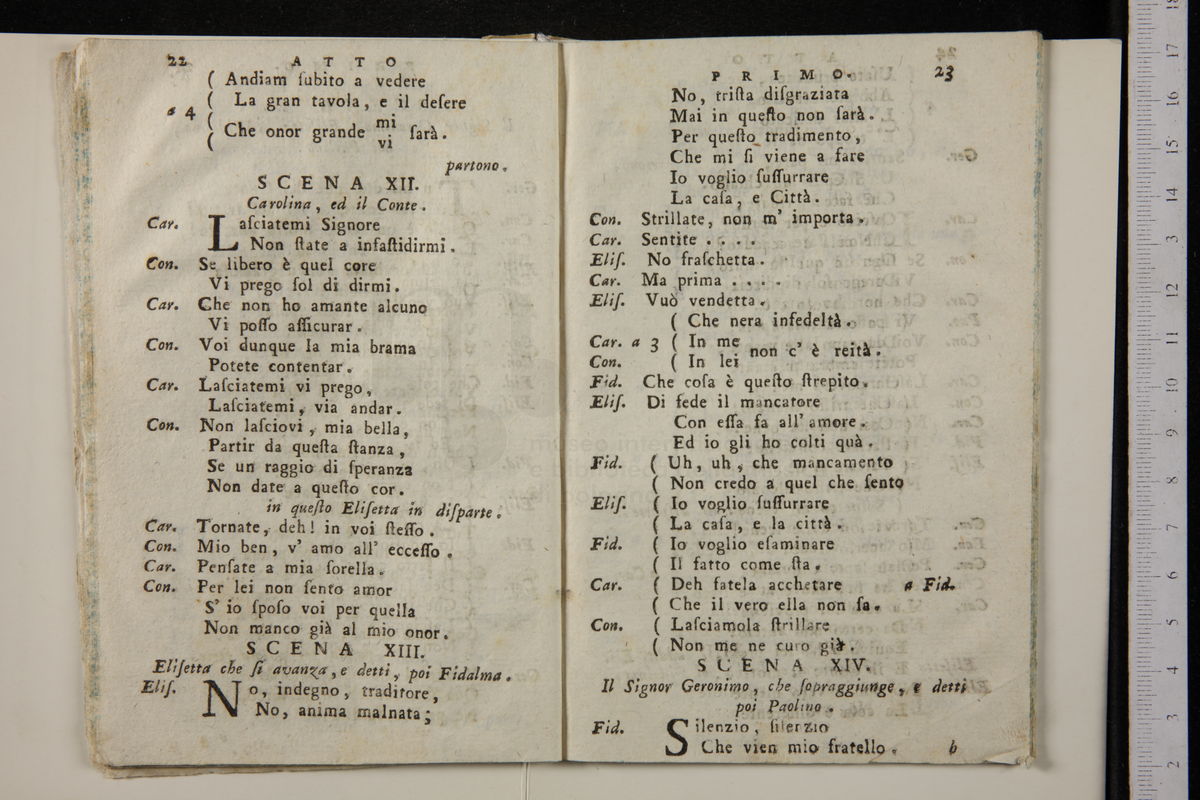 22 ATTO
( Andiam ſubito a vedere
a 4 ( La gran tavola, e il deſere
( Che onor grande mi ſarà.
( vi
partono.
SCENA XII.
Carolina, ed il Conte.
Car. Laſciatemi Signore
Non ſtate a infaſtidirmi.
Con. Se libero è quel core
Vi prego ſol di dirmi.
Car. Che non ho amante alcuno
Vi poſſo aſſicurar.
Con. Voi dunque la mia brama
Potete contentar.
Car. Laſciatemi vi prego,
Laſciatemi, via andar.
Con. Non laſciovi, mia bella,
Partir da queſta ſtanza,
Se un raggio di ſperanza
Non date a queſto cor.
in queſto Eliſetta in diſparte.
Car. Tornate, deh! in voi ſteſſo.
Con. Mio ben, v' amo all' ecceſſo.
Car. Penſate a mia ſorella.
Con. Per lei non ſento amor
S' io ſpoſo voi per quella
Non manco già al mio onor.
SCENA XIII.
Eliſetta che ſi avanza, e detti, poi Fidalma.
Eliſ. No, indegno, traditore,
No, anima malnata;
PRIMO. 23
No, triſta diſgraziata
Mai in queſto non ſarà.
Per queſto tradimento,
Che mi ſi viene a fare
Io voglio ſuſſurrare
La caſa, e Città.
Con. Strillate, non m' importa.
Car. Sentite ....
Eliſ. No fraſchetta.
Car. Ma prima ....
Eliſ. Vuò vendetta.
( Che nera infedeltà.
Car. a 3 ( In me non c' è reità.
Con. ( In lei
Fid. Che coſa è queſto ſtrepito.
Eliſ. Di fede il mancatore
Con eſſa fa all' amore.
Ed io gli ho colti quà.
Fid. ( Uh, uh, che mancamento
( Non credo a quel che ſento
Eliſ. ( Io voglio ſuſſurrare
( La caſa, e la città.
Fid. ( Io voglio eſaminare
( Il fatto come ſta.
Car. ( Deh fatela acchetare a Fid.
( Che il vero ella non ſa.
Con. ( Laſciamola ſtrillare
( Non me ne curo già.
SCENA XIV.
Il Signor Geronimo, che ſopraggiunge, e detti
poi Paolino.
Fid. Silenzio, ſilenzio
Che vien mio fratello. b